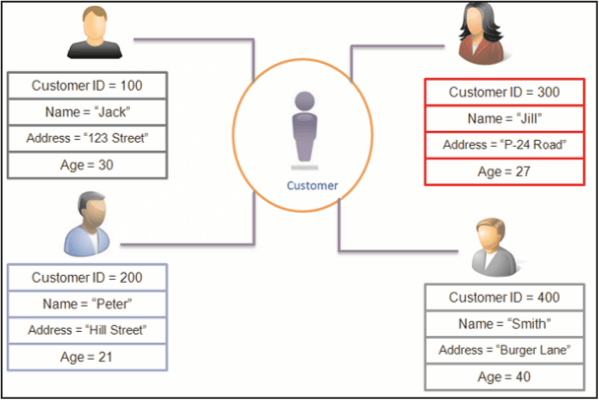 Customer ID = 100
Name = “Jack”
Address = “123 Street”
Age = 30
Customer ID = 300
Name = “Jill”
Address = “P-24 Road”
Age = 27
Customer
Customer ID = 200
Name = “Peter”
Address = “Hill Street”
Age = 21
Customer ID = 400
Name = “Smith”
Address = “Burger Lane”
Age = 40